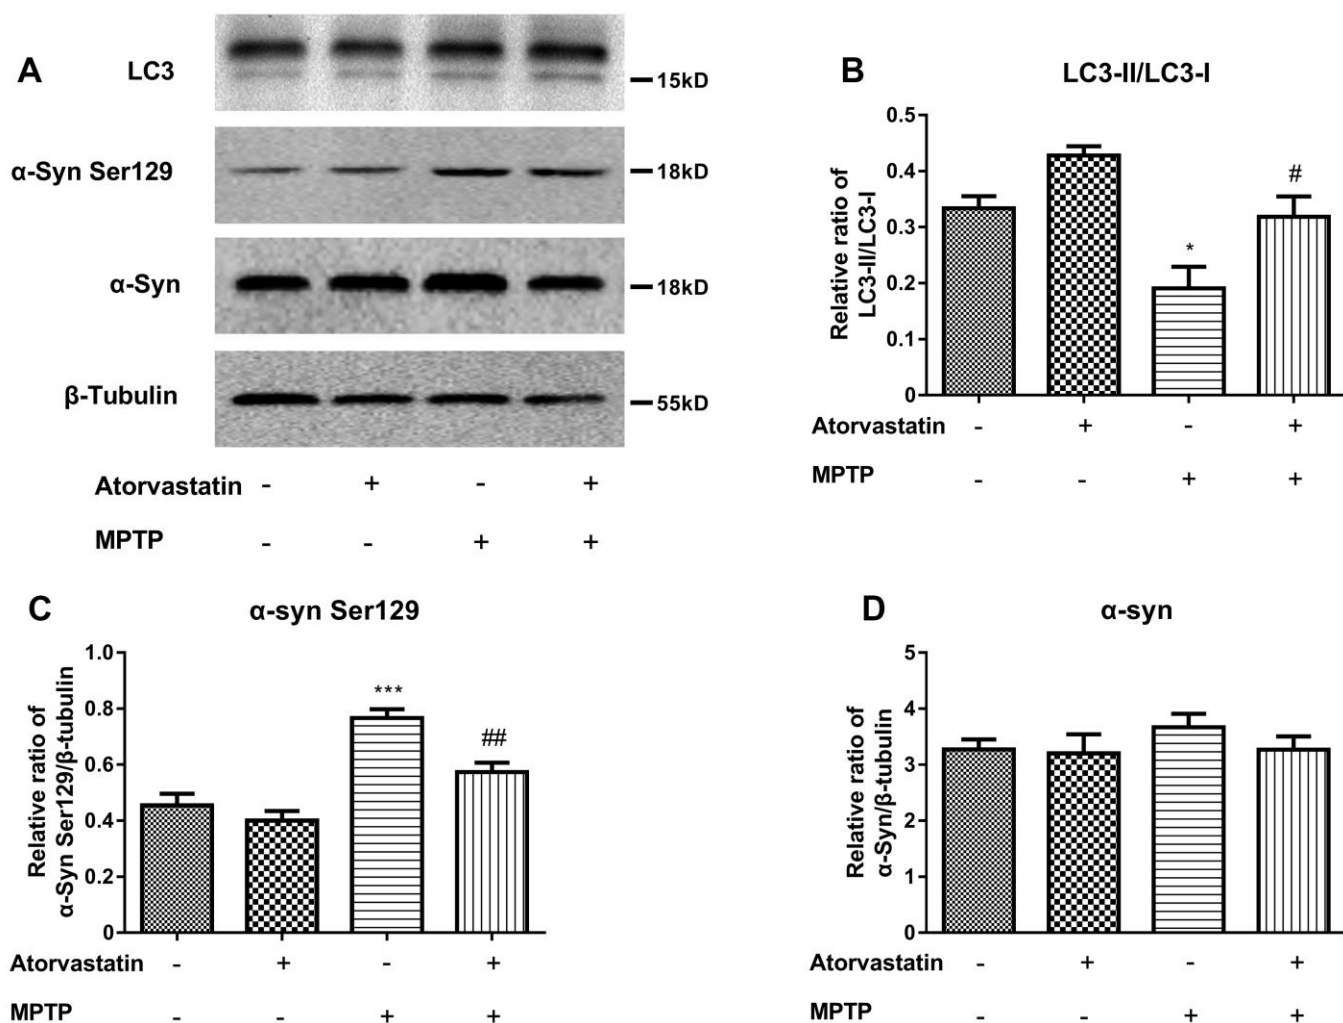 A
LC3
15kD
α-Syn Ser129
18kD
α-Syn
18kD
β-Tubulin
55kD
Atorvastatin - + - +
MPTP - - + +
B
LC3-II/LC3-I
Relative ratio of
LC3-II/LC3-I
0.5
0.4
0.3
0.2
0.1
0
*
#
Atorvastatin - + - +
MPTP - - + +
C
α-syn Ser129
Relative ratio of
α-Syn Ser129/β-tubulin
1.0
0.8
0.6
0.4
0.2
0
***
##
Atorvastatin - + - +
MPTP - - + +
D
α-syn
Relative ratio of
α-Syn/β-tubulin
5
4
3
2
1
0
Atorvastatin - + - +
MPTP - - + +